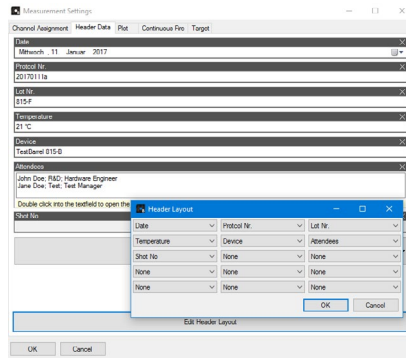 Measurement Settings
Channel Assignment Header Data Plot Continuous Fire Target
Date
Mittwoch , 11 Januar 2017
Protcol Nr.
20170111a
Lot Nr.
815-F
Temperature
21 °C
Device
TestBarrel 815-B
Attendees
John Doe; R&D; Hardware Engineer
Jane Doe; Test; Test Manager
Double click into the textfield to open the
Shot No
Header Layout
Date Protcol Nr. Lot Nr.
Temperature Device Attendees
Shot No None None
None None None
None None None
OK Cancel
Edit Header Layout
OK Cancel